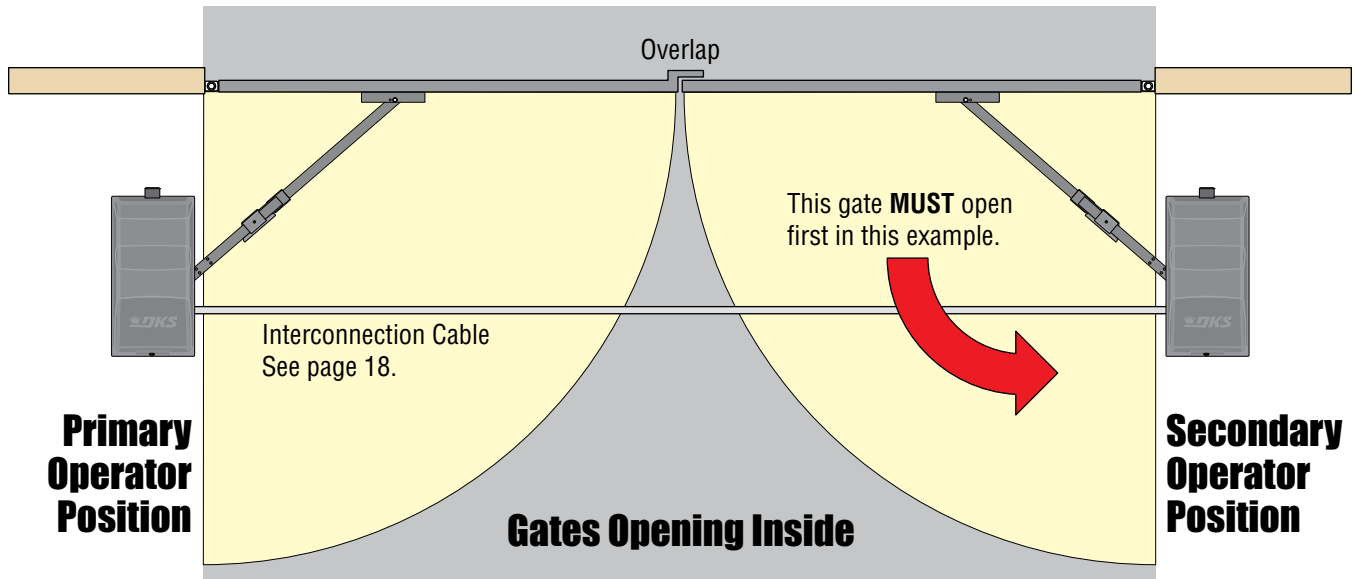 Overlap
This gate MUST open
first in this example.
DKS
DKS
Interconnection Cable
See page 18.
Primary
Operator
Position
Secondary
Operator
Position
Gates Opening Inside